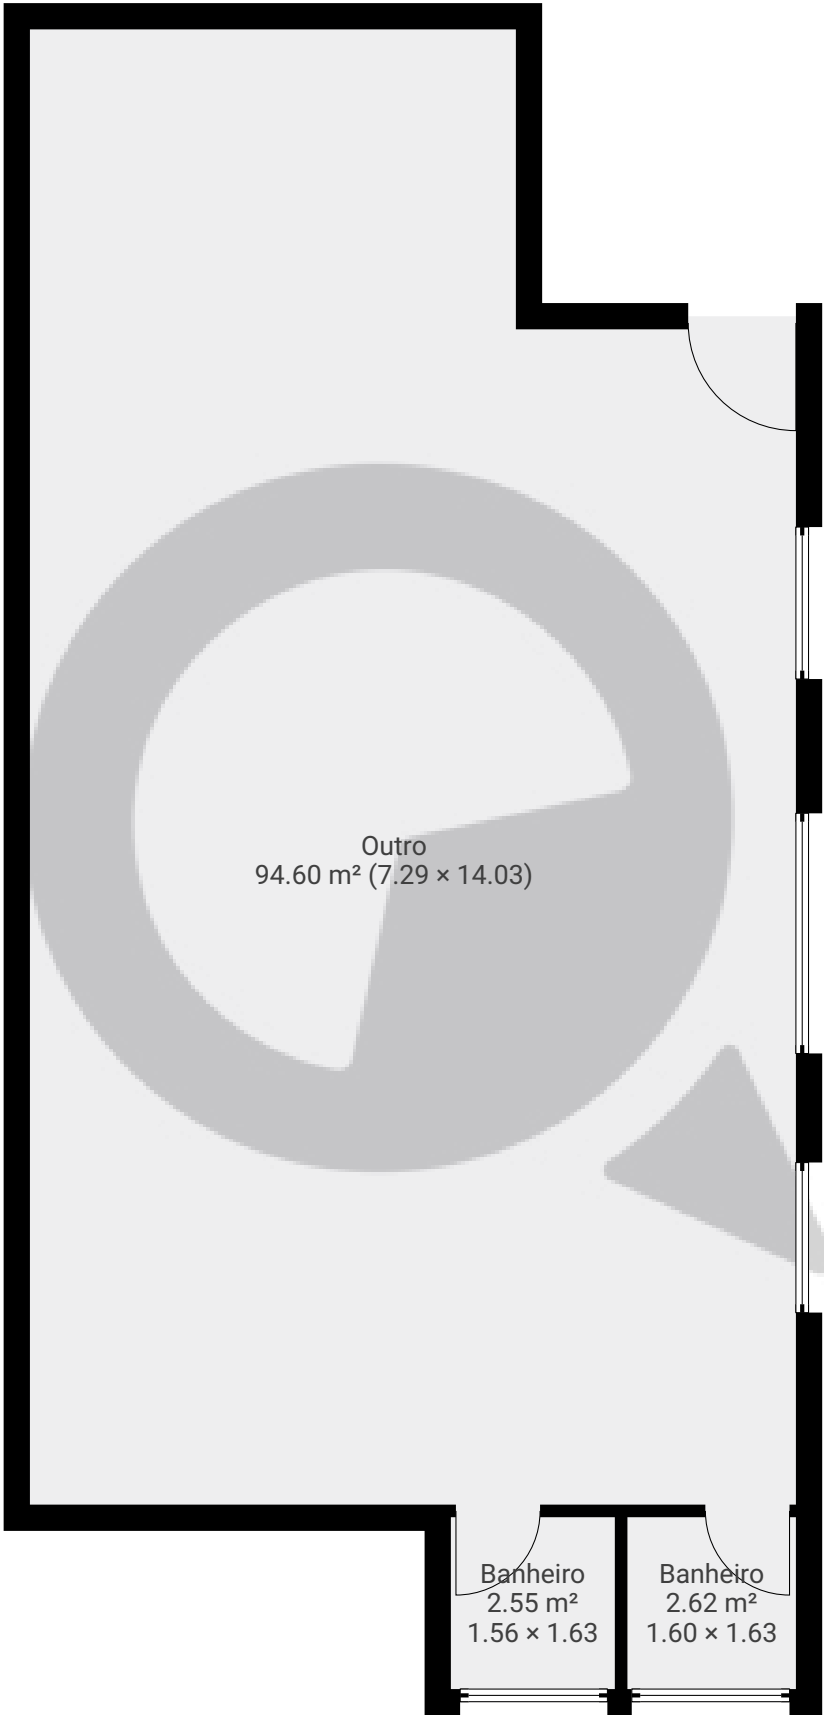 Outro
94.60 m² (7.29 × 14.03)
Banheiro
2.55 m²
1.56 × 1.63
Banheiro
2.62 m²
1.60 × 1.63